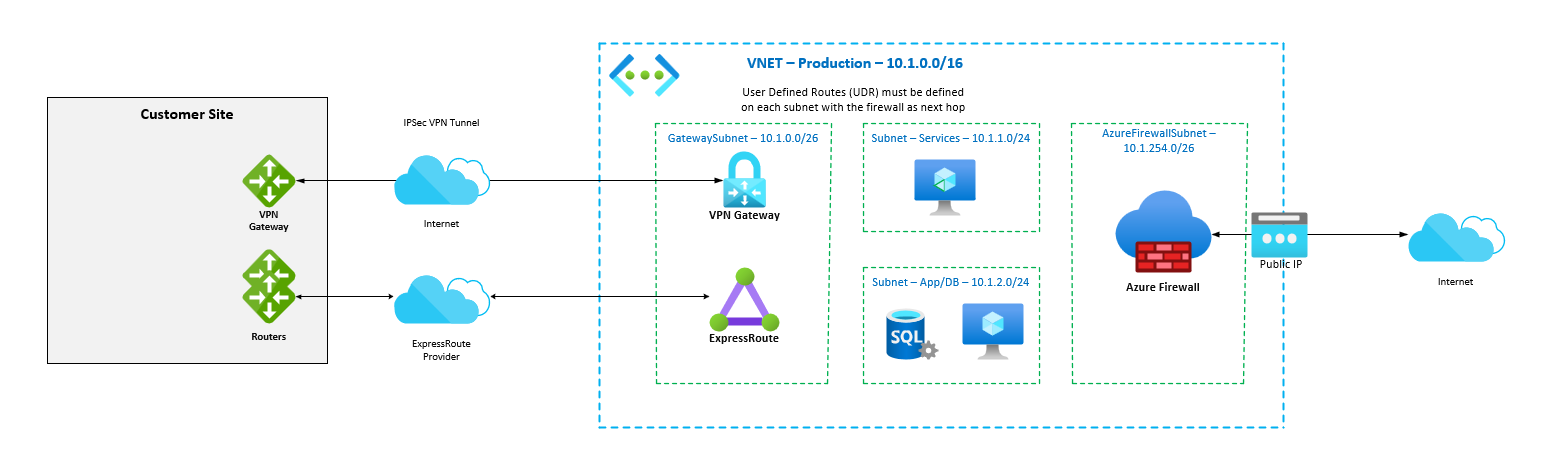 Customer Site
VPN
Gateway
Routers
IPSec VPN Tunnel
Internet
ExpressRoute
Provider
VNET – Production – 10.1.0.0/16
User Defined Routes (UDR) must be defined
on each subnet with the firewall as next hop
GatewaySubnet – 10.1.0.0/26
VPN Gateway
ExpressRoute
Subnet – Services – 10.1.1.0/24
Subnet – App/DB – 10.1.2.0/24
SQL
AzureFirewallSubnet –
10.1.254.0/26
Azure Firewall
Public IP
Internet